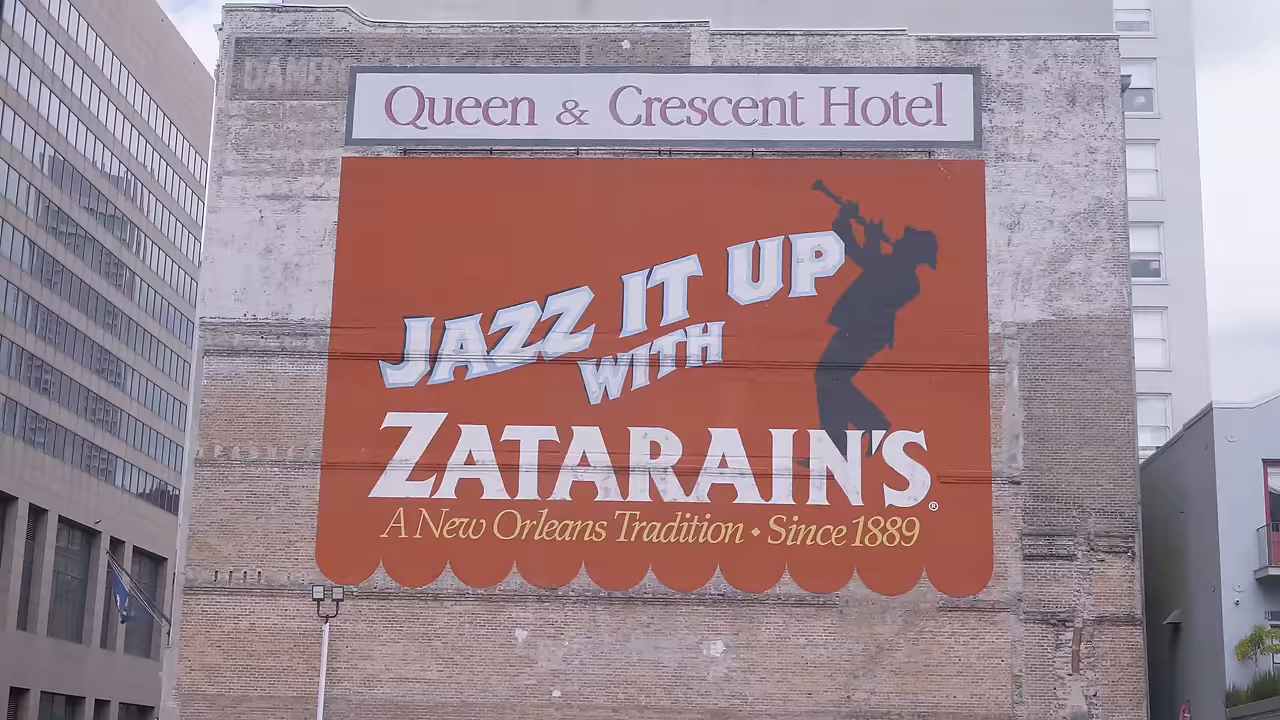 Queen & Crescent Hotel
JAZZ IT UP
WITH
ZATARAIN'S®
A New Orleans Tradition • Since 1889